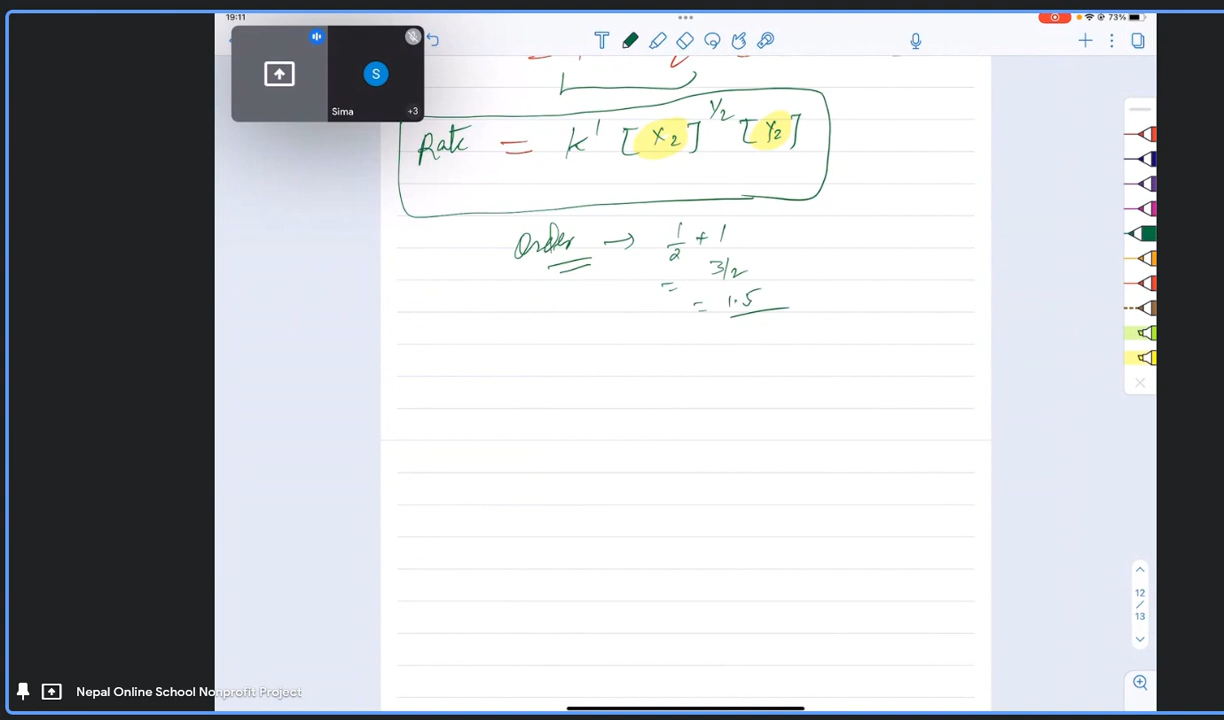 19:11
73%
T
S
Sima
+3
Rate = k' [X2]^1/2 [Y2]
Order → 1/2 + 1
= 3/2
= 1.5
12
/
13
Nepal Online School Nonprofit Project